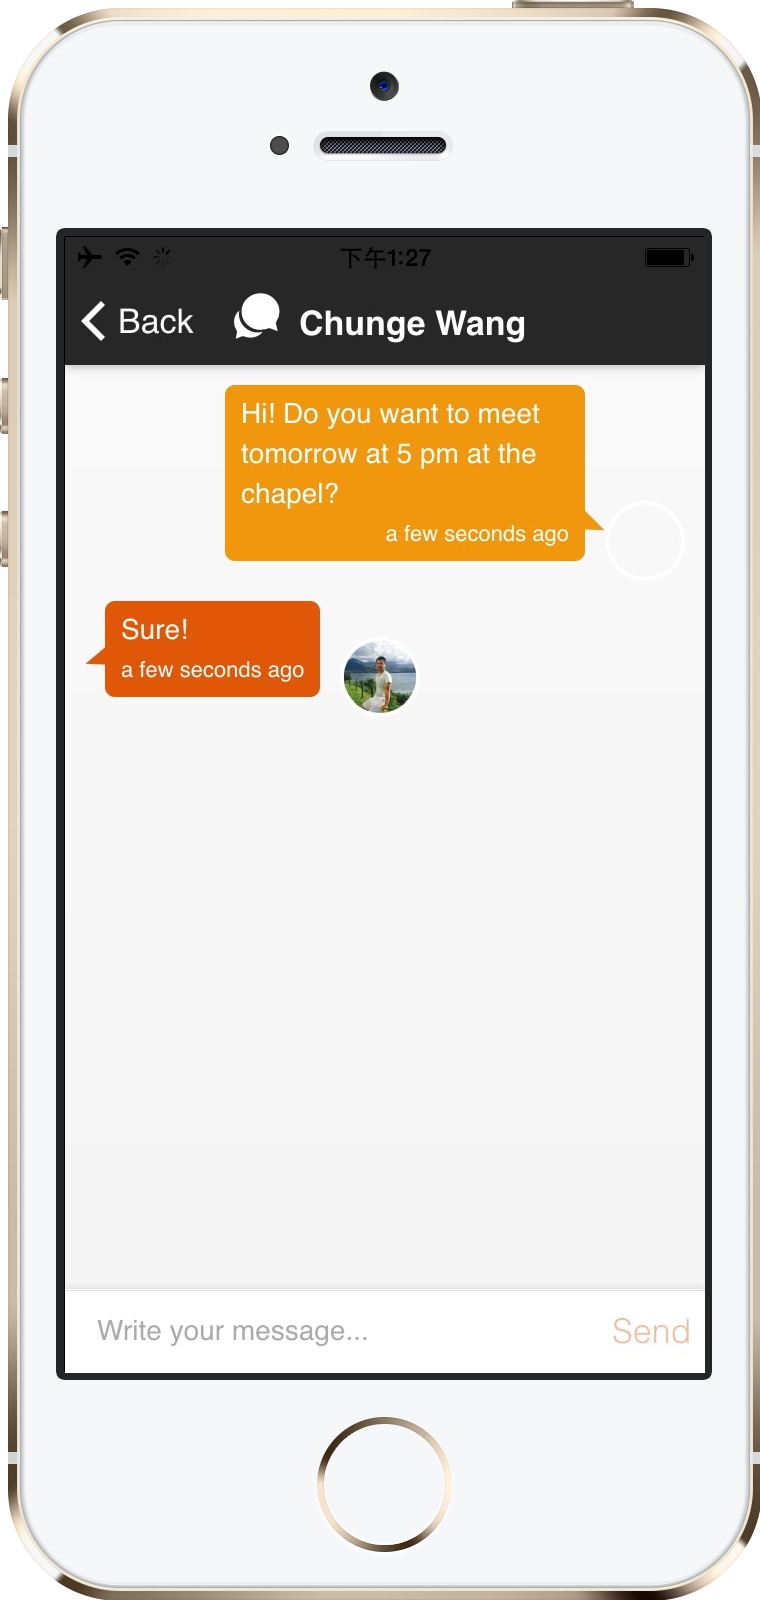 下午1:27
Back
Chunge Wang
Hi! Do you want to meet
tomorrow at 5 pm at the
chapel?
a few seconds ago
Sure!
a few seconds ago
Write your message...
Send